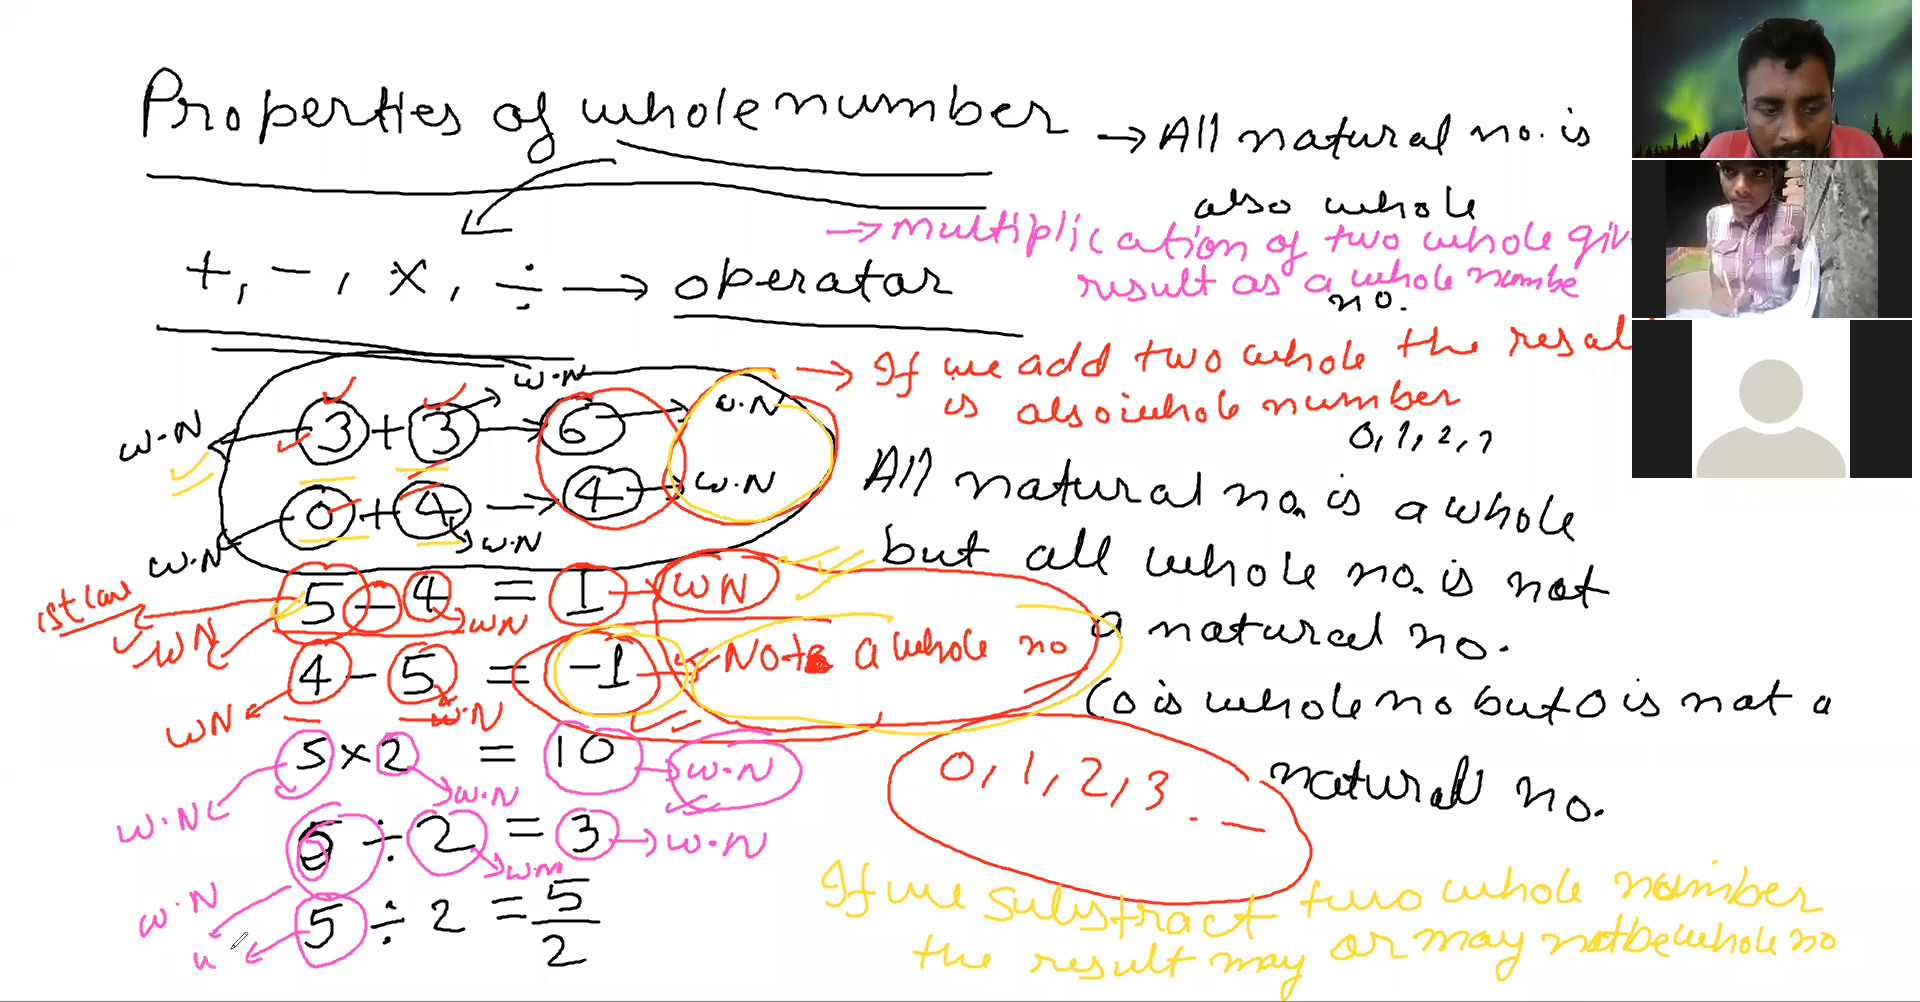 Properties of whole number
→ All natural no. is
also whole
no.
+, -, ×, ÷ → operator
→ multiplication of two whole giv
result as a whole numbe
→ If we add two whole the resul
is also whole number
0, 1, 2, 3
W.N 3 + 3 → 6 → W.N
W.N
W.N 0 + 4 → 4 → W.N
W.N
All natural no. is a whole
but all whole no. is not
a natural no.
(0 is whole no but 0 is not a
natural no.
1st law
5 - 4 = 1 → WN
WN WN
4 - 5 = -1 → Not a whole no
WN W.N
5 × 2 = 10 → W.N
W.N W.N
0, 1, 2, 3 . —
6 ÷ 2 = 3 → W.N
W.N W.N
5 ÷ 2 = 5/2
If we substract two whole number
the result may or may not be whole no